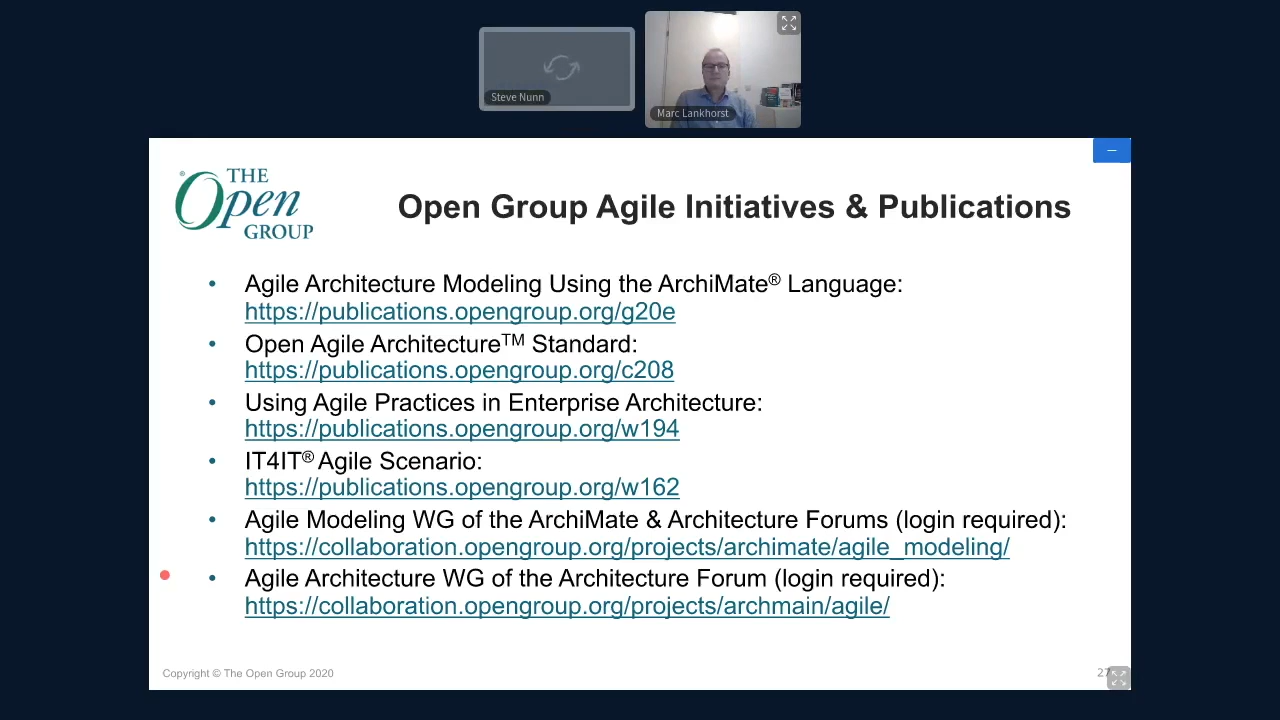 Steve Nunn
Marc Lankhorst
® THE
Open
GROUP
Open Group Agile Initiatives & Publications
• Agile Architecture Modeling Using the ArchiMate® Language:
https://publications.opengroup.org/g20e
• Open Agile Architecture™ Standard:
https://publications.opengroup.org/c208
• Using Agile Practices in Enterprise Architecture:
https://publications.opengroup.org/w194
• IT4IT® Agile Scenario:
https://publications.opengroup.org/w162
• Agile Modeling WG of the ArchiMate & Architecture Forums (login required):
https://collaboration.opengroup.org/projects/archimate/agile_modeling/
• Agile Architecture WG of the Architecture Forum (login required):
https://collaboration.opengroup.org/projects/archmain/agile/
Copyright © The Open Group 2020
27